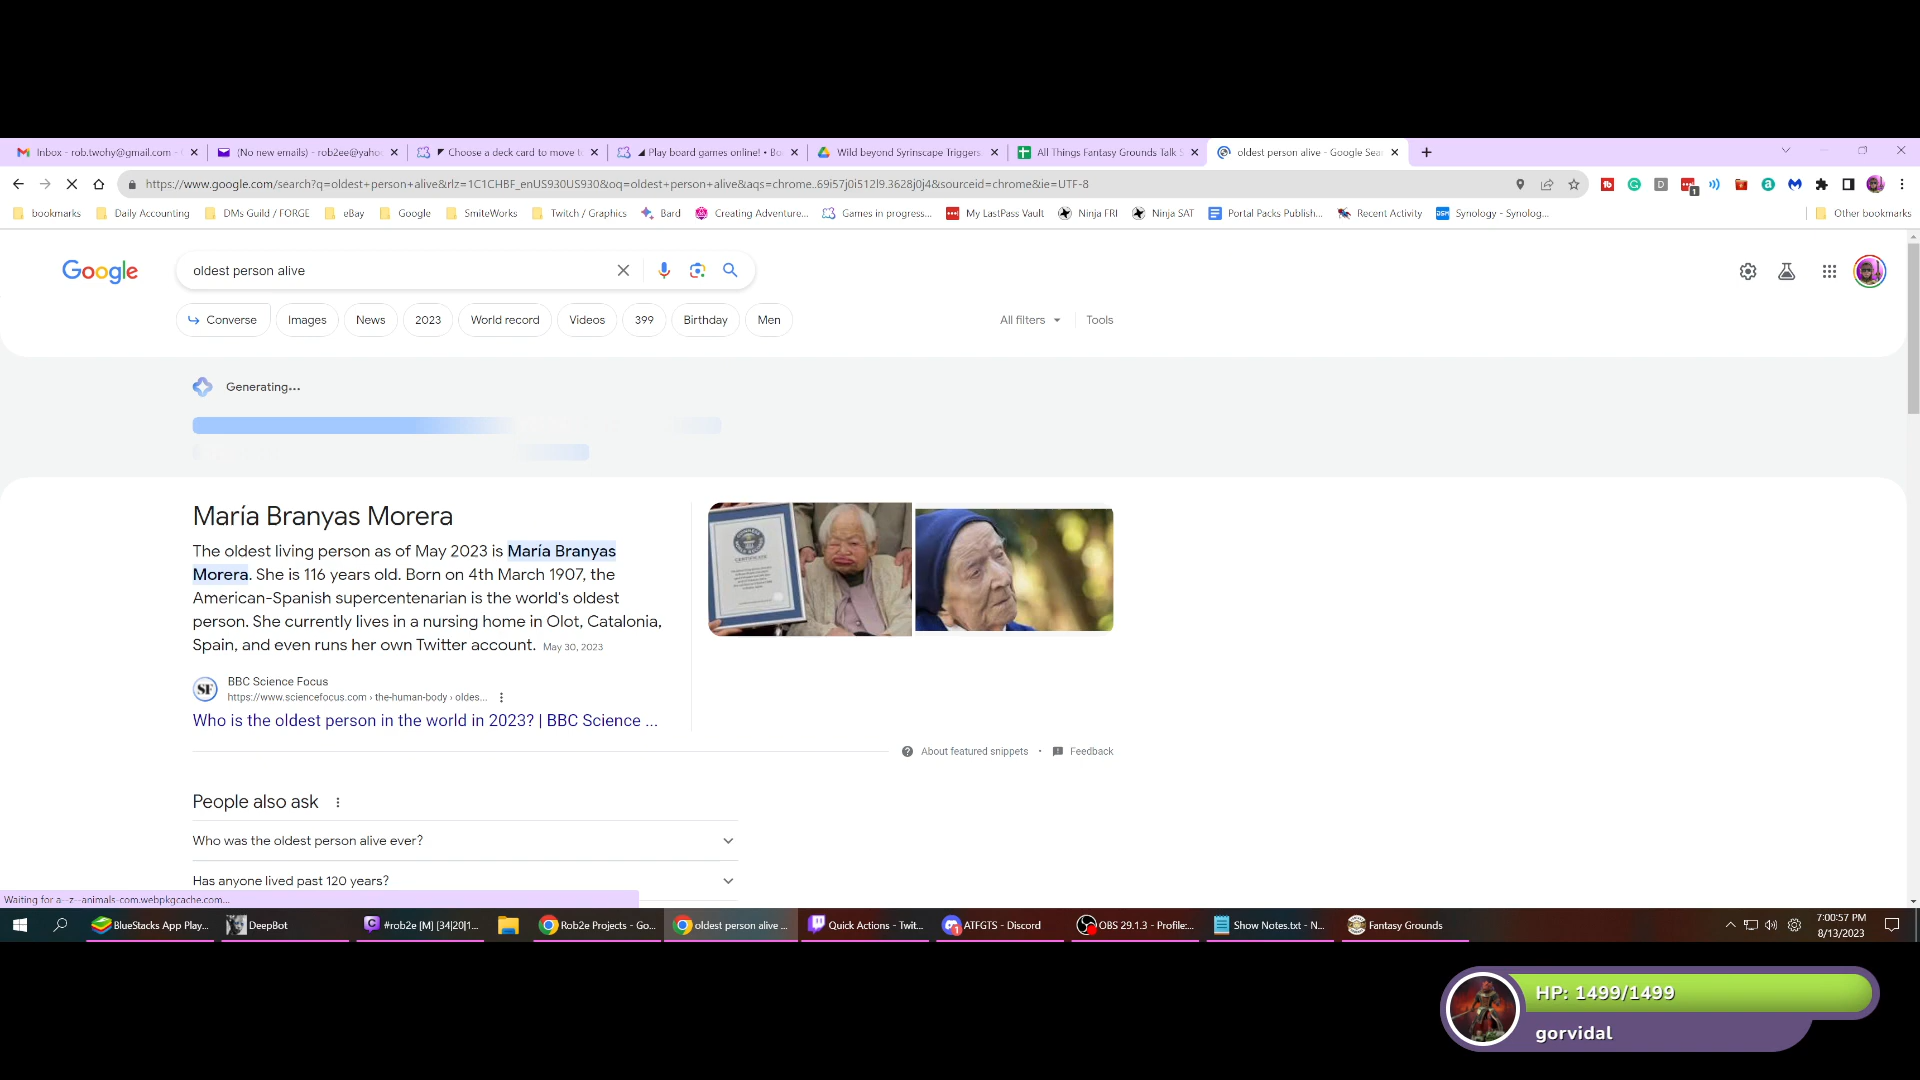 Inbox - rob.twohy@gmail.com -
(No new emails) - rob2ee@yaho
Choose a deck card to move to
Play board games online! • Bo
Wild beyond Syrinscape Triggers
All Things Fantasy Grounds Talk S
oldest person alive - Google Sea
https://www.google.com/search?q=oldest+person+alive&rlz=1C1CHBF_enUS930US930&oq=oldest+person+alive&aqs=chrome..69i57j0i512l9.3628j0j4&sourceid=chrome&ie=UTF-8
bookmarks
Daily Accounting
DMs Guild / FORGE
eBay
Google
SmiteWorks
Twitch / Graphics
Bard
Creating Adventure...
Games in progress...
My LastPass Vault
Ninja FRI
Ninja SAT
Portal Packs Publish...
Recent Activity
Synology - Synolog...
Other bookmarks
Google
oldest person alive
Converse
Images
News
2023
World record
Videos
399
Birthday
Men
All filters
Tools
Generating...
María Branyas Morera
The oldest living person as of May 2023 is María Branyas
Morera. She is 116 years old. Born on 4th March 1907, the
American-Spanish supercentenarian is the world's oldest
person. She currently lives in a nursing home in Olot, Catalonia,
Spain, and even runs her own Twitter account. May 30, 2023
SF
BBC Science Focus
https://www.sciencefocus.com › the-human-body › oldes...
Who is the oldest person in the world in 2023? | BBC Science ...
About featured snippets • Feedback
People also ask
Who was the oldest person alive ever?
Has anyone lived past 120 years?
Waiting for a--z--animals-com.webpkgcache.com...
BlueStacks App Play...
DeepBot
#rob2e [M] [34|20|1...
Rob2e Projects - Go...
oldest person alive ...
Quick Actions - Twit...
ATFGTS - Discord
OBS 29.1.3 - Profile:...
Show Notes.txt - N...
Fantasy Grounds
7:00:57 PM
8/13/2023
HP: 1499/1499
gorvidal